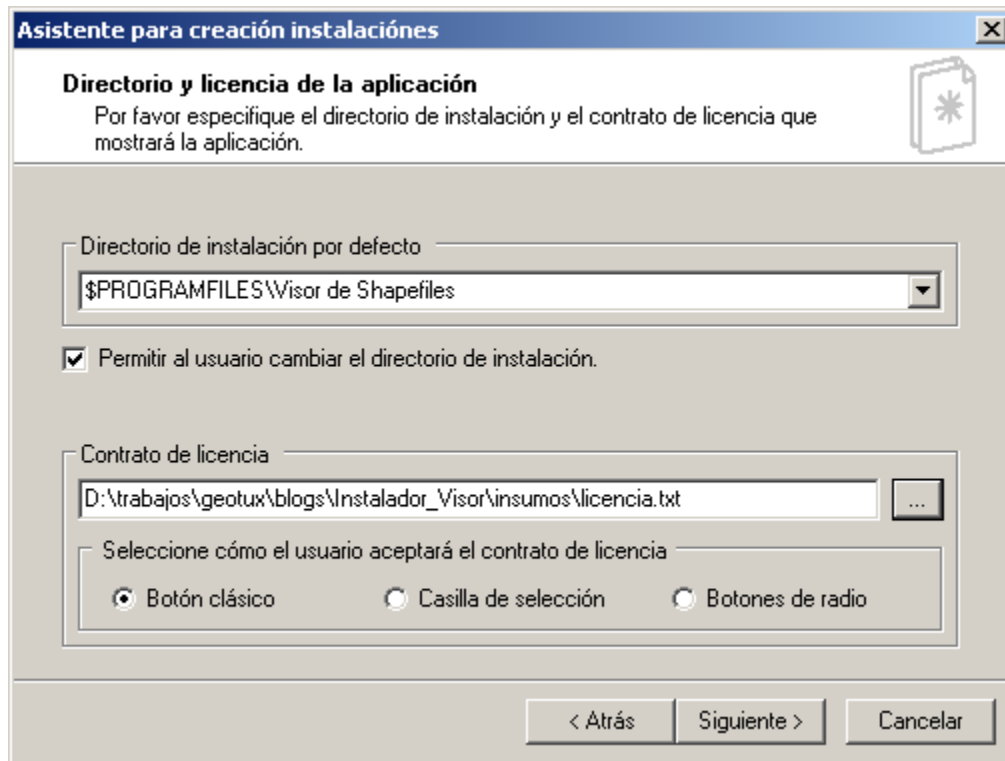 Asistente para creación instalaciónes
Directorio y licencia de la aplicación
Por favor especifique el directorio de instalación y el contrato de licencia que
mostrará la aplicación.
Directorio de instalación por defecto
$PROGRAMFILES\Visor de Shapefiles
Permitir al usuario cambiar el directorio de instalación.
Contrato de licencia
D:\trabajos\geotux\blogs\Instalador_Visor\insumos\licencia.txt
...
Seleccione cómo el usuario aceptará el contrato de licencia
Botón clásico Casilla de selección Botones de radio
< Atrás Siguiente > Cancelar